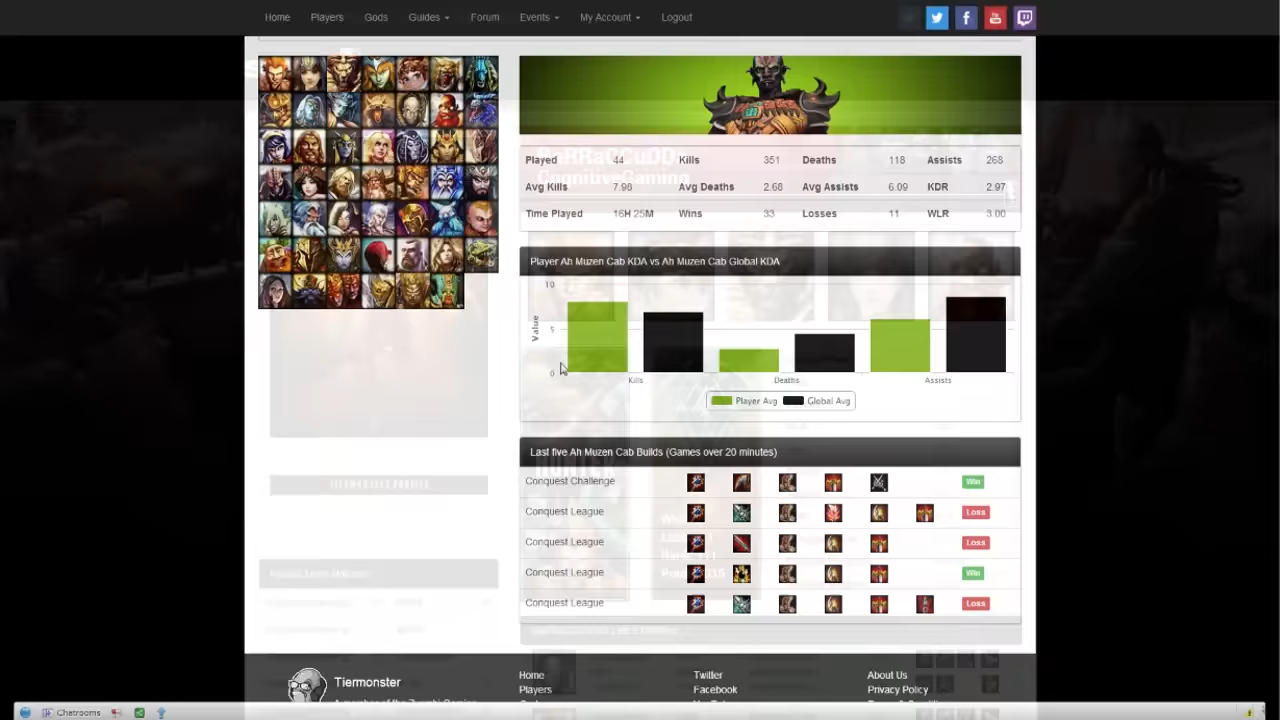 Home Players Gods Guides Forum Events My Account Logout
BaRRaCCuDDa
CognitiveGaming
Played 44 Kills 351 Deaths 118 Assists 268
Avg Kills 7.98 Avg Deaths 2.68 Avg Assists 6.09 KDR 2.97
Time Played 16H 25M Wins 33 Losses 11 WLR 3.00
Player Ah Muzen Cab KDA vs Ah Muzen Cab Global KDA
10
Value
5
0
Kills Deaths Assists
Player Avg Global Avg
Last five Ah Muzen Cab Builds (Games over 20 minutes)
HUNTER
Conquest Challenge Win
Conquest League Loss
Conquest League Loss
Conquest League Win
Conquest League Loss
Tiermonster
Home Twitter About Us
Players Facebook Privacy Policy
Chatrooms